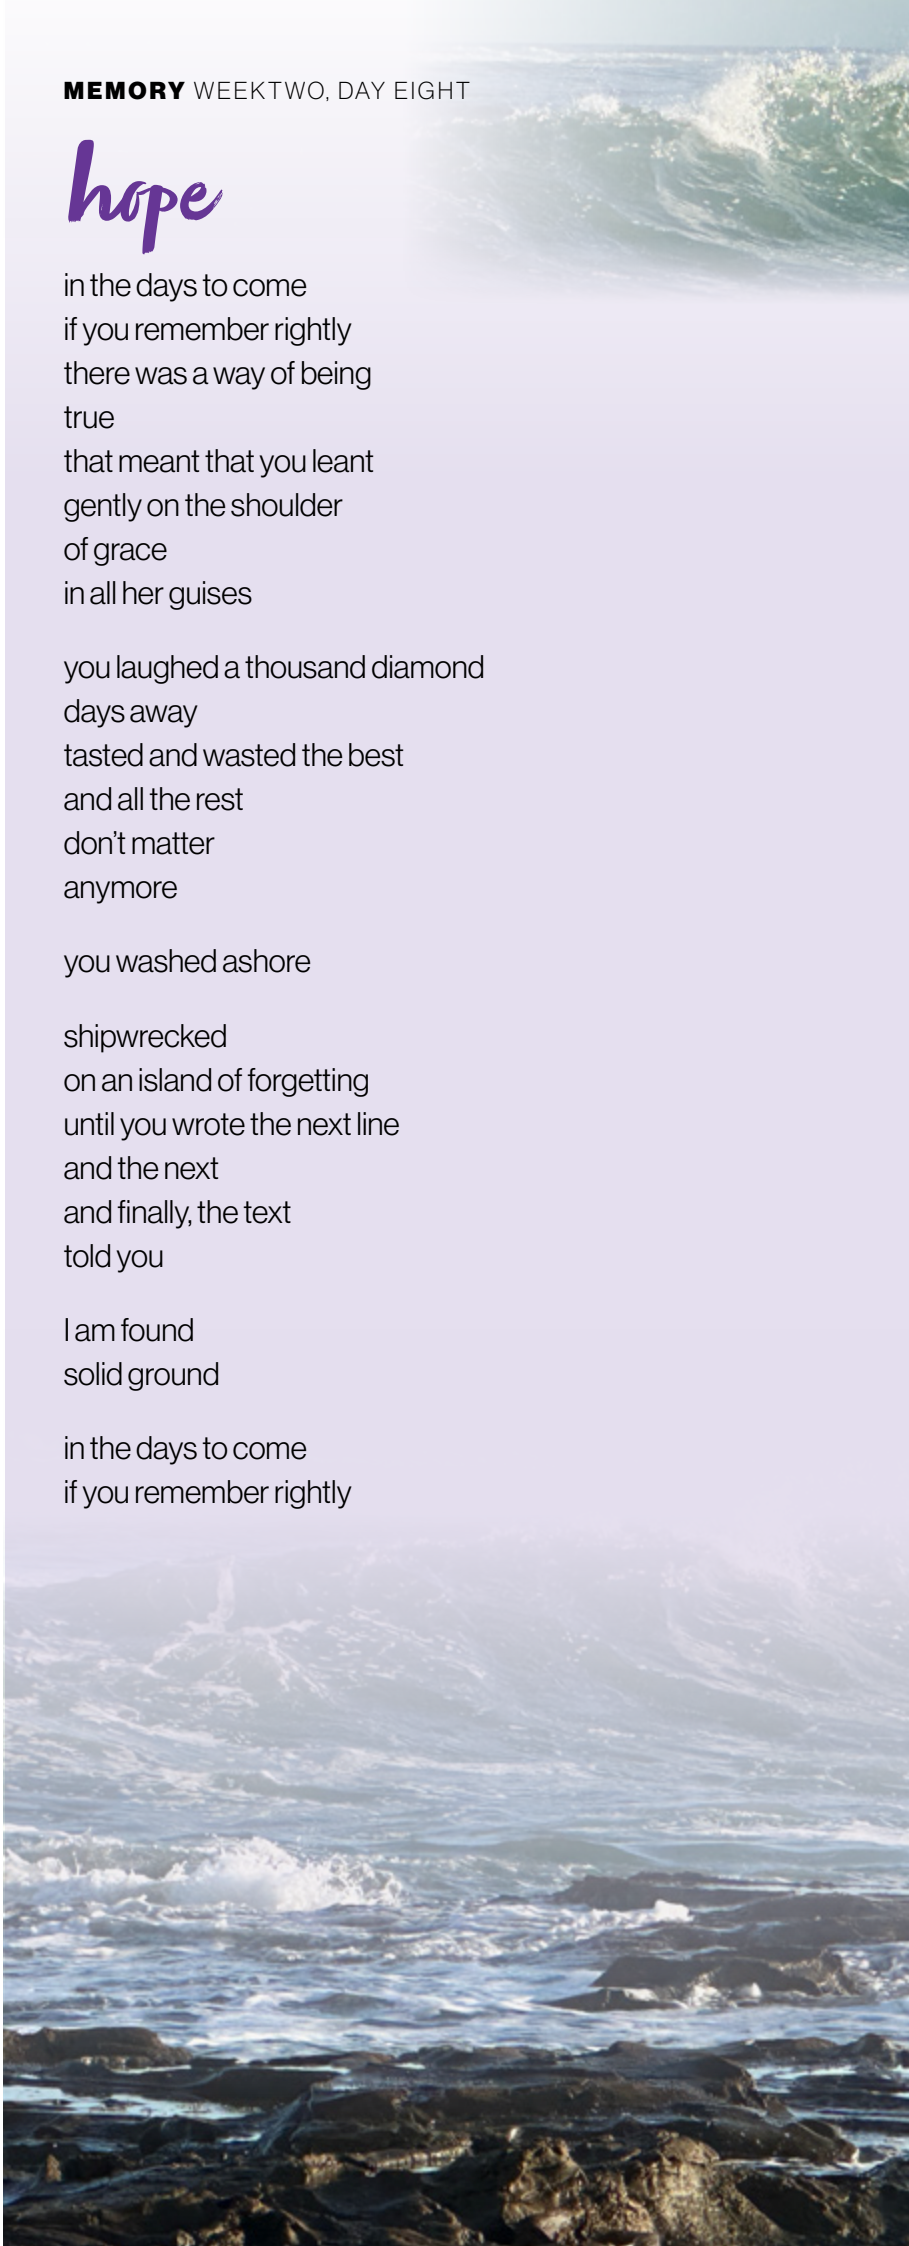 MEMORY WEEK TWO, DAY EIGHT
hope
in the days to come
if you remember rightly
there was a way of being
true
that meant that you leant
gently on the shoulder
of grace
in all her guises
you laughed a thousand diamond
days away
tasted and wasted the best
and all the rest
don’t matter
anymore
you washed ashore
shipwrecked
on an island of forgetting
until you wrote the next line
and the next
and finally, the text
told you
I am found
solid ground
in the days to come
if you remember rightly